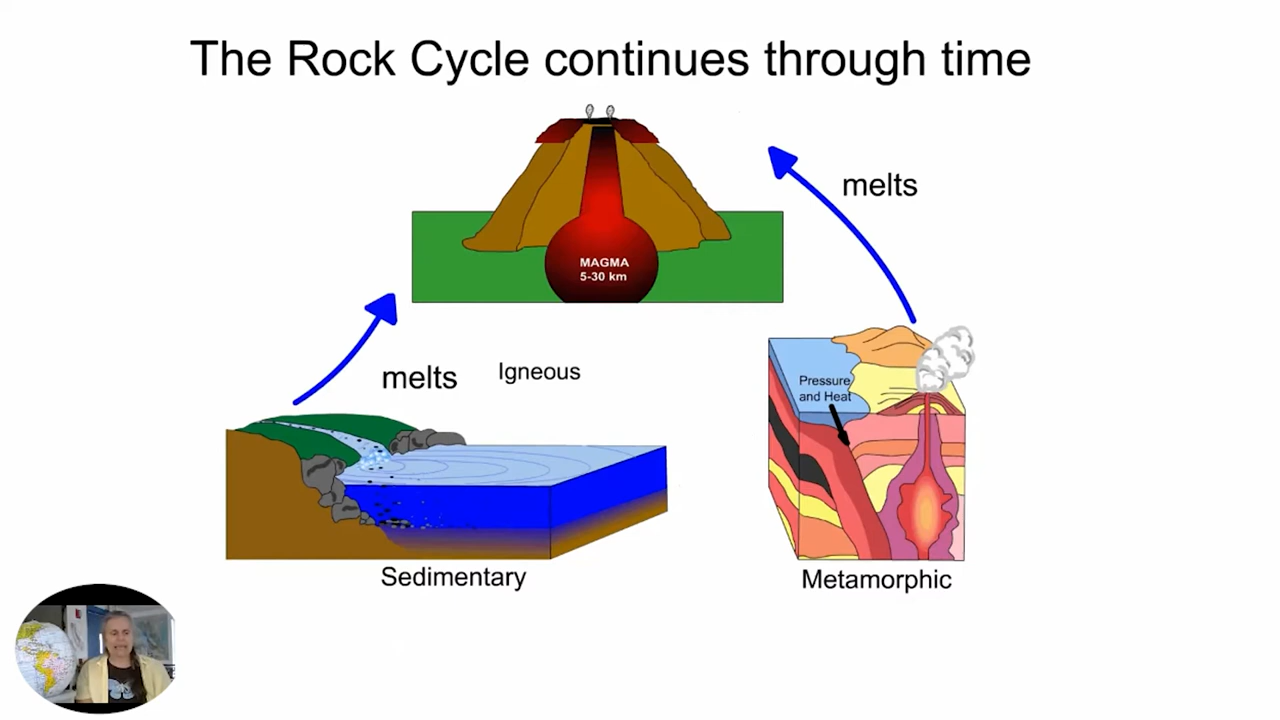 The Rock Cycle continues through time
melts
MAGMA
5-30 km
melts
Igneous
Pressure
and Heat
Sedimentary
Metamorphic